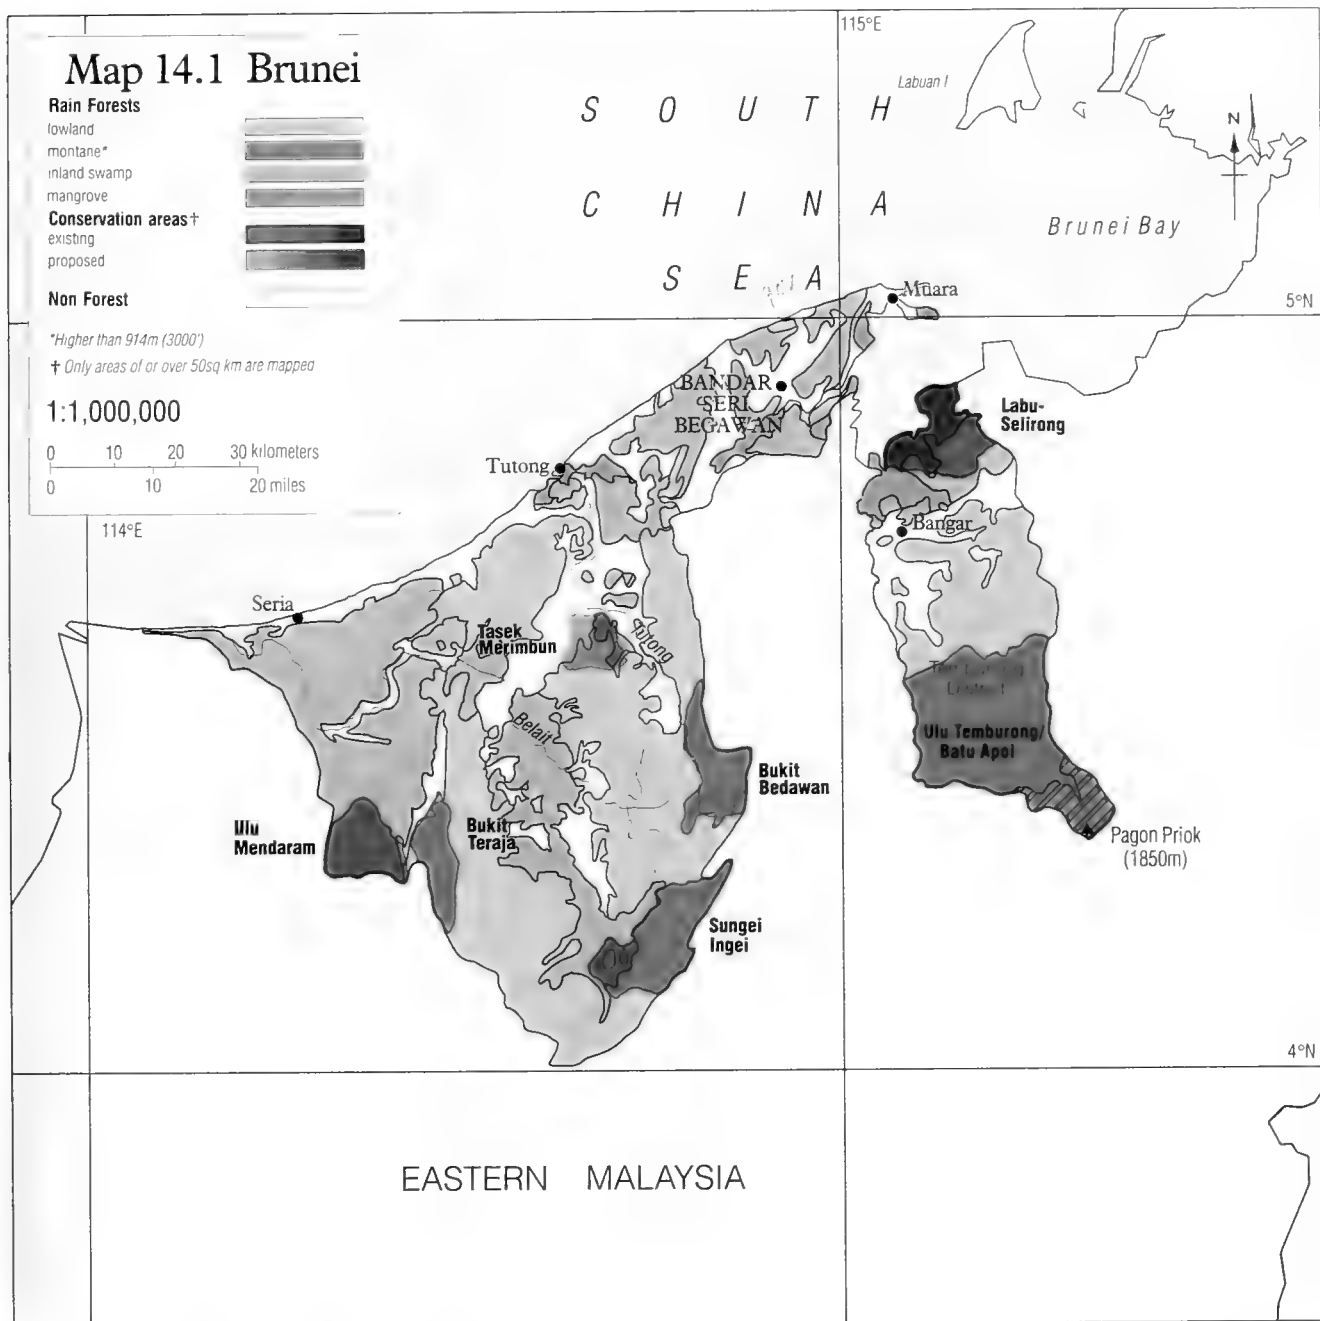 Map 14.1 Brunei
Rain Forests
lowland
montane*
inland swamp
mangrove
Conservation areas†
existing
proposed
Non Forest
*Higher than 914m (3000')
† Only areas of or over 50sq km are mapped
1:1,000,000
0 10 20 30 kilometers
0 10 20 miles
114°E
115°E
5°N
4°N
N
Labuan I
SOUTH
CHINA
SEA
Brunei Bay
Muara
BANDAR
SERI
BEGAWAN
Labu-
Selirong
Tutong
Bangar
Seria
Tasek
Merimbun
Tutong
Belait
Ulu Temburong/
Batu Apoi
Bukit
Bedawan
Ulu
Mendaram
Bukit
Teraja
Pagon Priok
(1850m)
Sungei
Ingei
EASTERN MALAYSIA